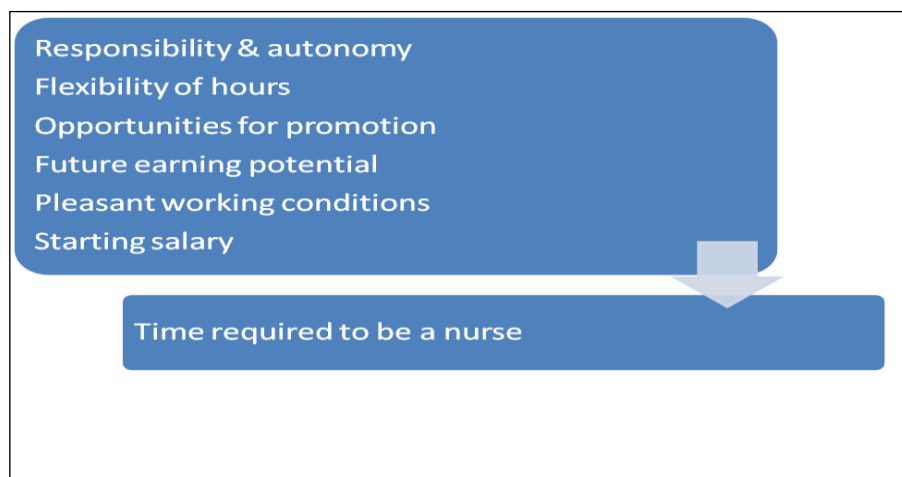 Responsibility & autonomy
Flexibility of hours
Opportunities for promotion
Future earning potential
Pleasant working conditions
Starting salary
Time required to be a nurse